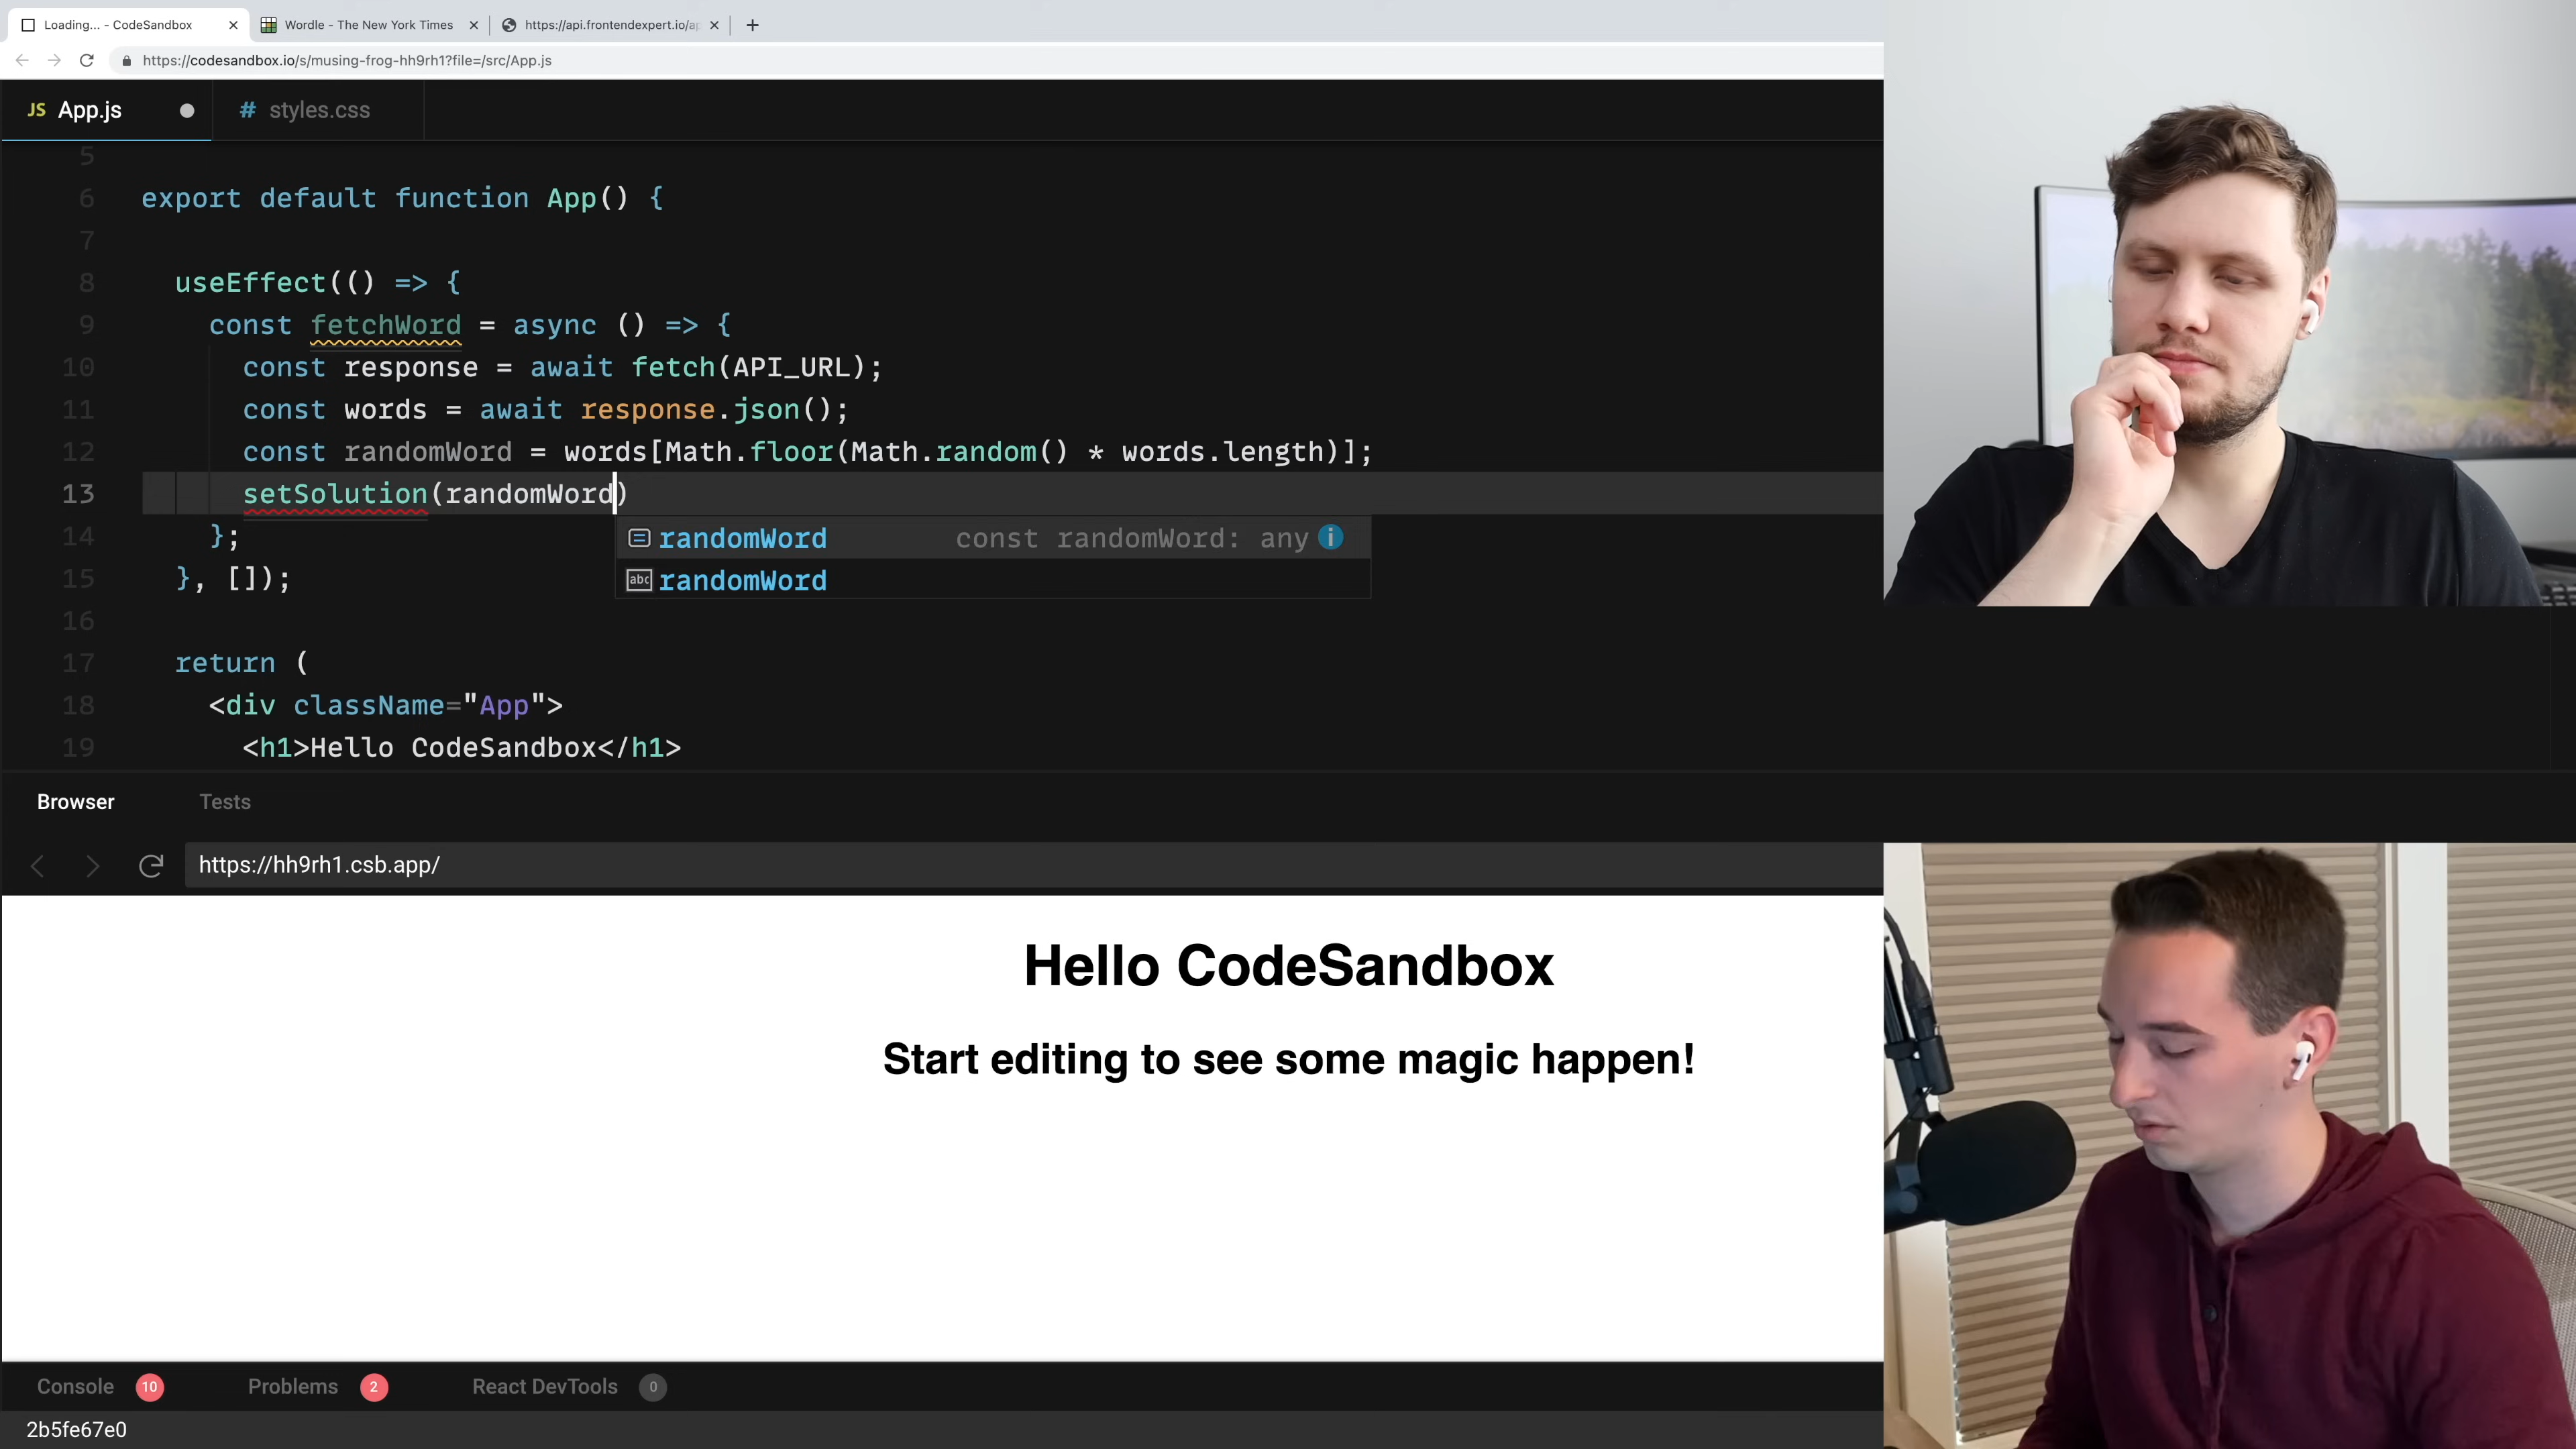 Loading... - CodeSandbox
Wordle - The New York Times
https://api.frontendexpert.io/ap
https://codesandbox.io/s/musing-frog-hh9rh1?file=/src/App.js
JS App.js
# styles.css
5
6 export default function App() {
7
8 useEffect(() => {
9 const fetchWord = async () => {
10 const response = await fetch(API_URL);
11 const words = await response.json();
12 const randomWord = words[Math.floor(Math.random() * words.length)];
13 setSolution(randomWord)
randomWord const randomWord: any i
14 };
abc randomWord
15 }, []);
16
17 return (
18 <div className="App">
19 <h1>Hello CodeSandbox</h1>
Browser Tests
https://hh9rh1.csb.app/
Hello CodeSandbox
Start editing to see some magic happen!
Console 10 Problems 2 React DevTools 0
2b5fe67e0